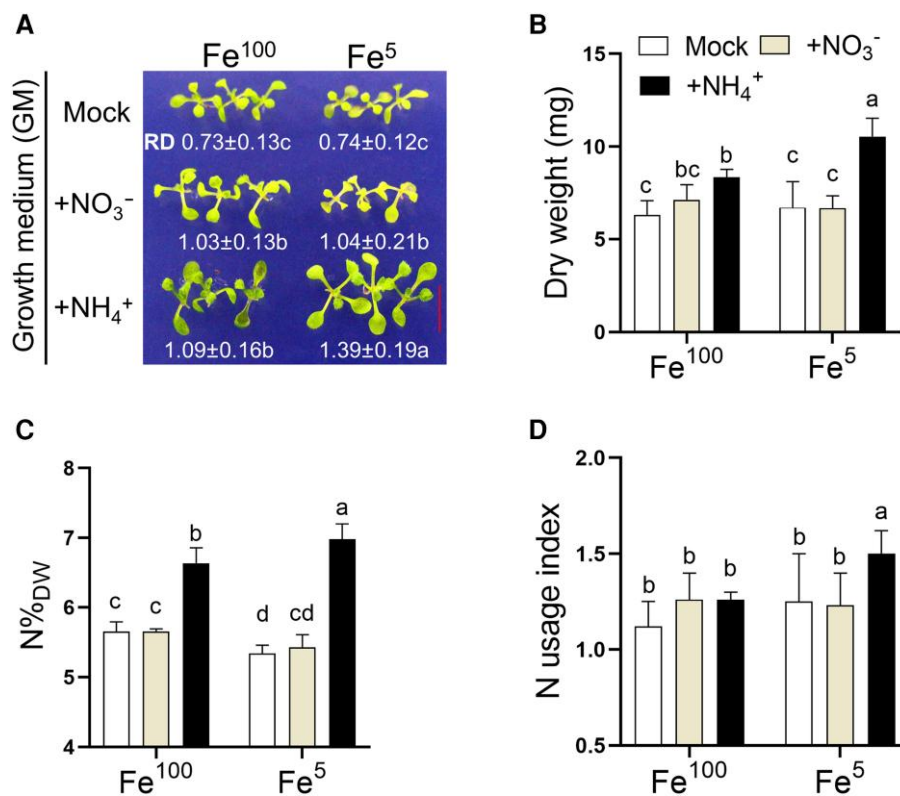 A
Fe¹⁰⁰ Fe⁵
Growth medium (GM)
Mock
RD 0.73±0.13c 0.74±0.12c
+NO₃⁻
1.03±0.13b 1.04±0.21b
+NH₄⁺
1.09±0.16b 1.39±0.19a
B
Mock +NO₃⁻
+NH₄⁺
Dry weight (mg)
15
10
5
0
c bc b c c a
Fe¹⁰⁰ Fe⁵
C
N%DW
8
7
6
5
4
c c b d cd a
Fe¹⁰⁰ Fe⁵
D
N usage index
2.0
1.5
1.0
0.5
b b b b b a
Fe¹⁰⁰ Fe⁵